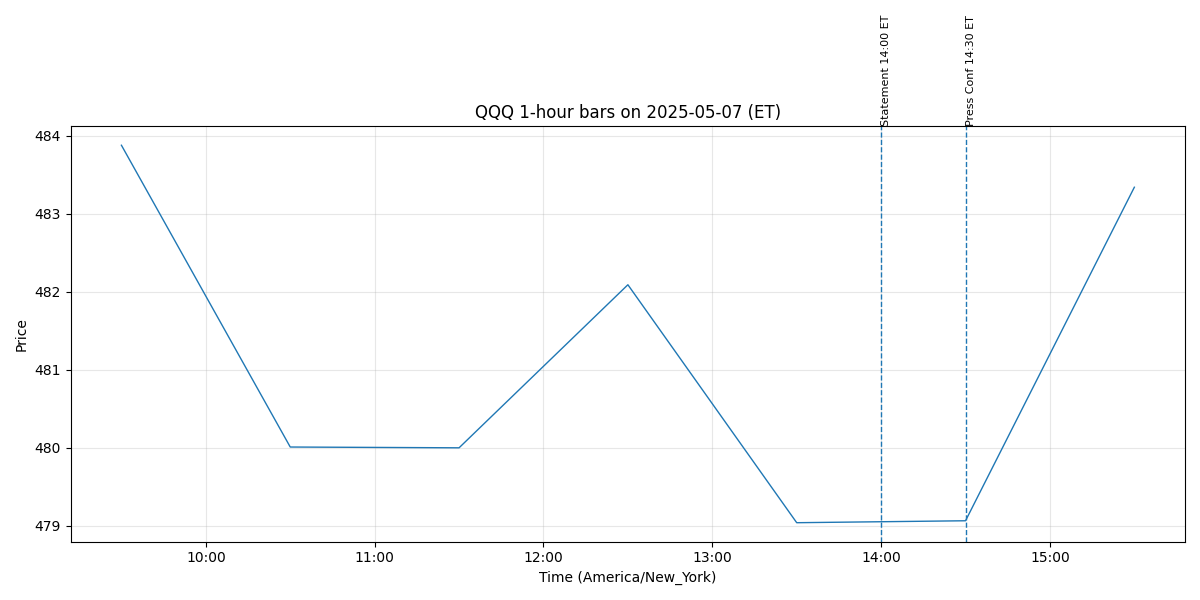 Statement 14:00 ET
Press Conf 14:30 ET
QQQ 1-hour bars on 2025-05-07 (ET)
Price
484
483
482
481
480
479
10:00
11:00
12:00
13:00
14:00
15:00
Time (America/New_York)